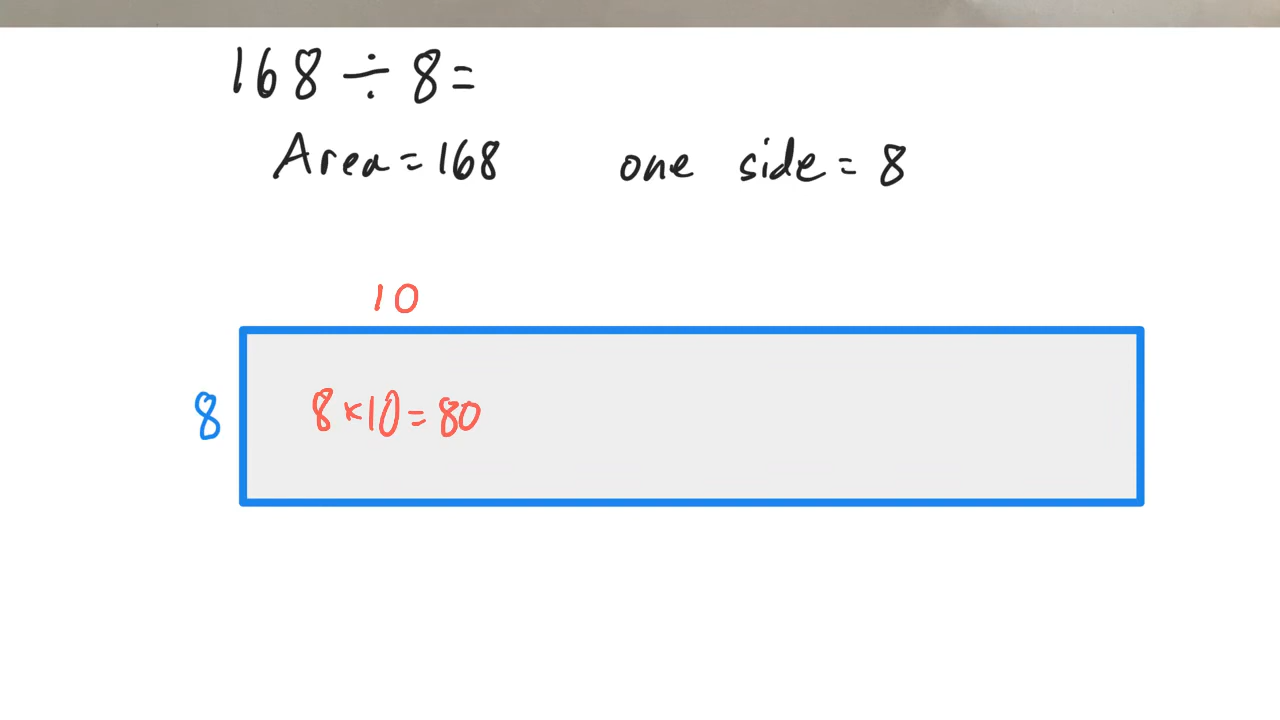 168 ÷ 8 =
Area = 168 one side = 8
10
8
8 × 10 = 80